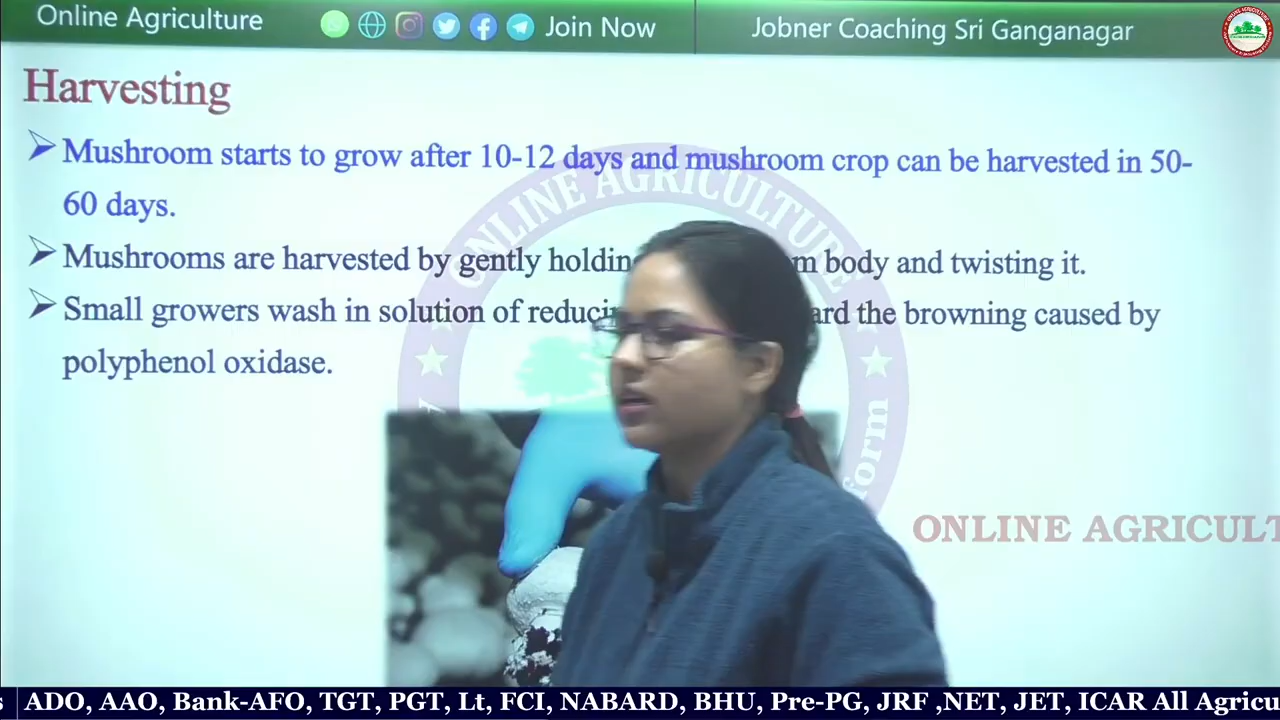 Online Agriculture
Join Now
Jobner Coaching Sri Ganganagar
Harvesting
Mushroom starts to grow after 10-12 days and mushroom crop can be harvested in 50-
60 days.
Mushrooms are harvested by gently m body and twisting it.
Small growers wash in solution of the browning caused by
polyphenol oxidase.
ONLINE AGRICULTURE
form
ONLINE AGRICULT
ADO, AAO, Bank-AFO, TGT, PGT, Lt, FCI, NABARD, BHU, Pre-PG, JRF ,NET, JET, ICAR All Agricu